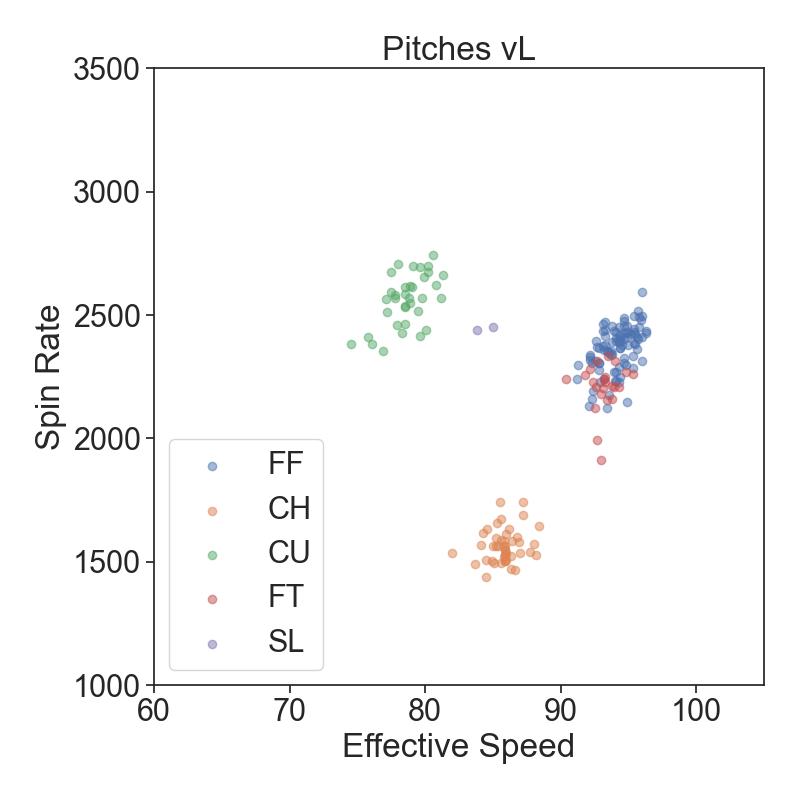 Pitches vL
3500
3000
2500
2000
1500
1000
Spin Rate
FF
CH
CU
FT
SL
60 70 80 90 100
Effective Speed